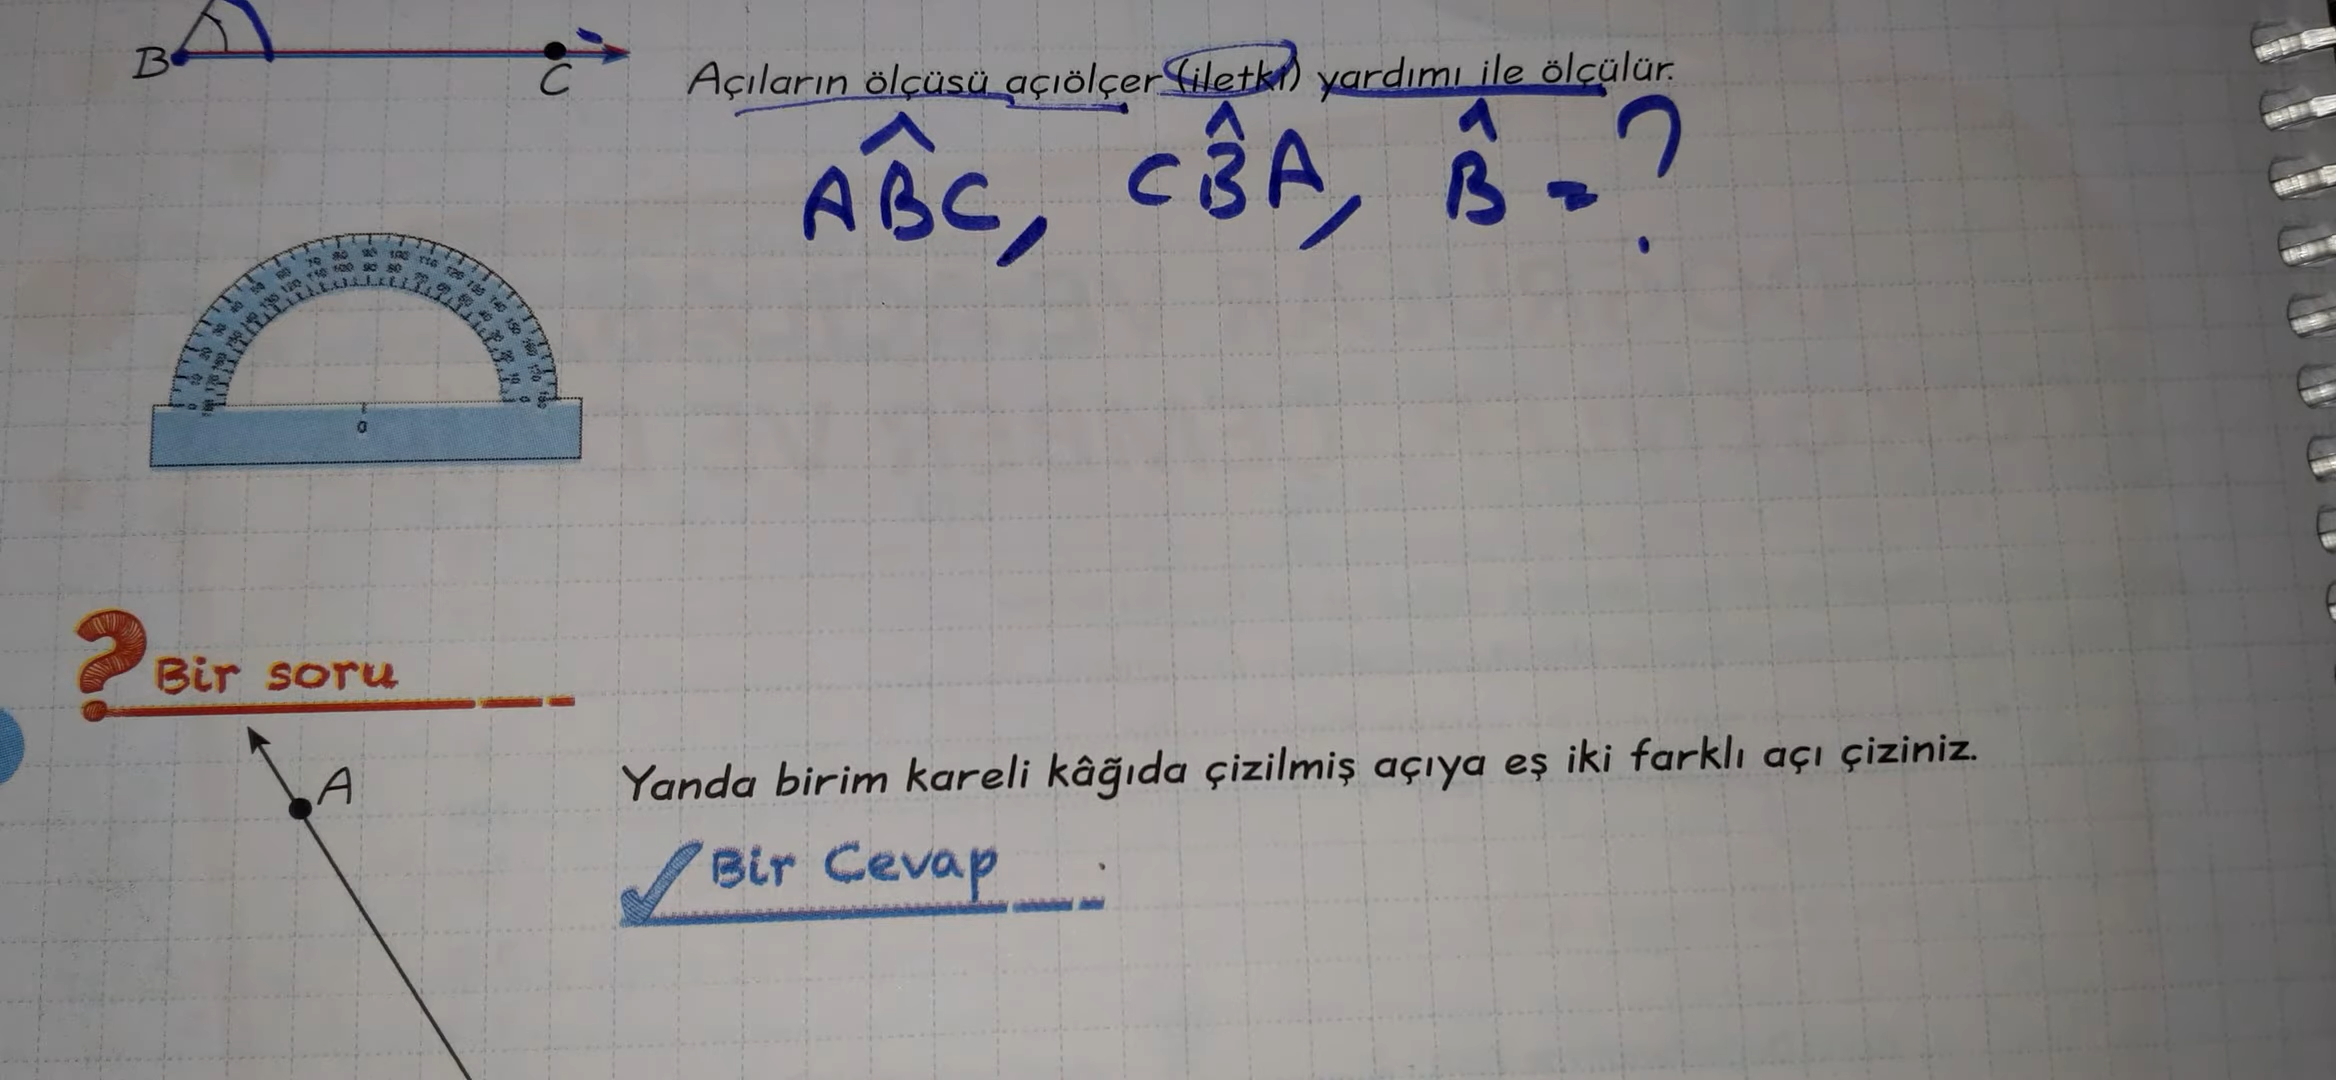 B
C
Açıların ölçüsü açıölçer (iletki) yardımı ile ölçülür.
ABC, CBA, B = ?
0
? Bir soru
A
Yanda birim kareli kâğıda çizilmiş açıya eş iki farklı açı çiziniz.
Bir Cevap